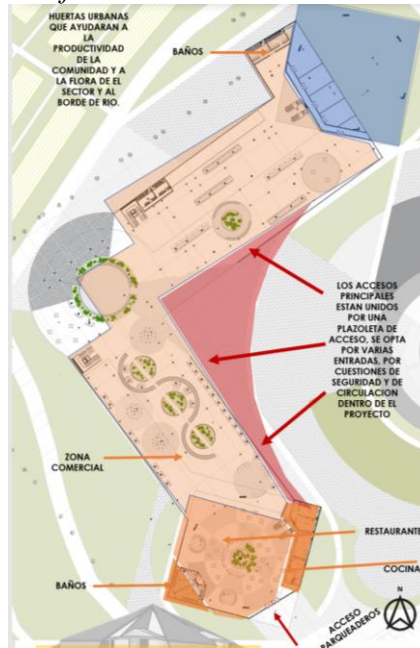 HUERTAS URBANAS
QUE AYUDARAN A
LA
PRODUCTIVIDAD
DE LA
COMUNIDAD Y A
LA FLORA DE EL
SECTOR Y AL
BORDE DE RIO.
BAÑOS
LOS ACCESOS
PRINCIPALES
ESTAN UNIDOS
POR UNA
PLAZOLETA DE
ACCESO, SE OPTA
POR VARIAS
ENTRADAS, POR
CUESTIONES DE
SEGURIDAD Y DE
CIRCULACION
DENTRO DE EL
PROYECTO
ZONA
COMERCIAL
RESTAURANTE
COCINA
BAÑOS
N
ACCESO
PARQUEADEROS